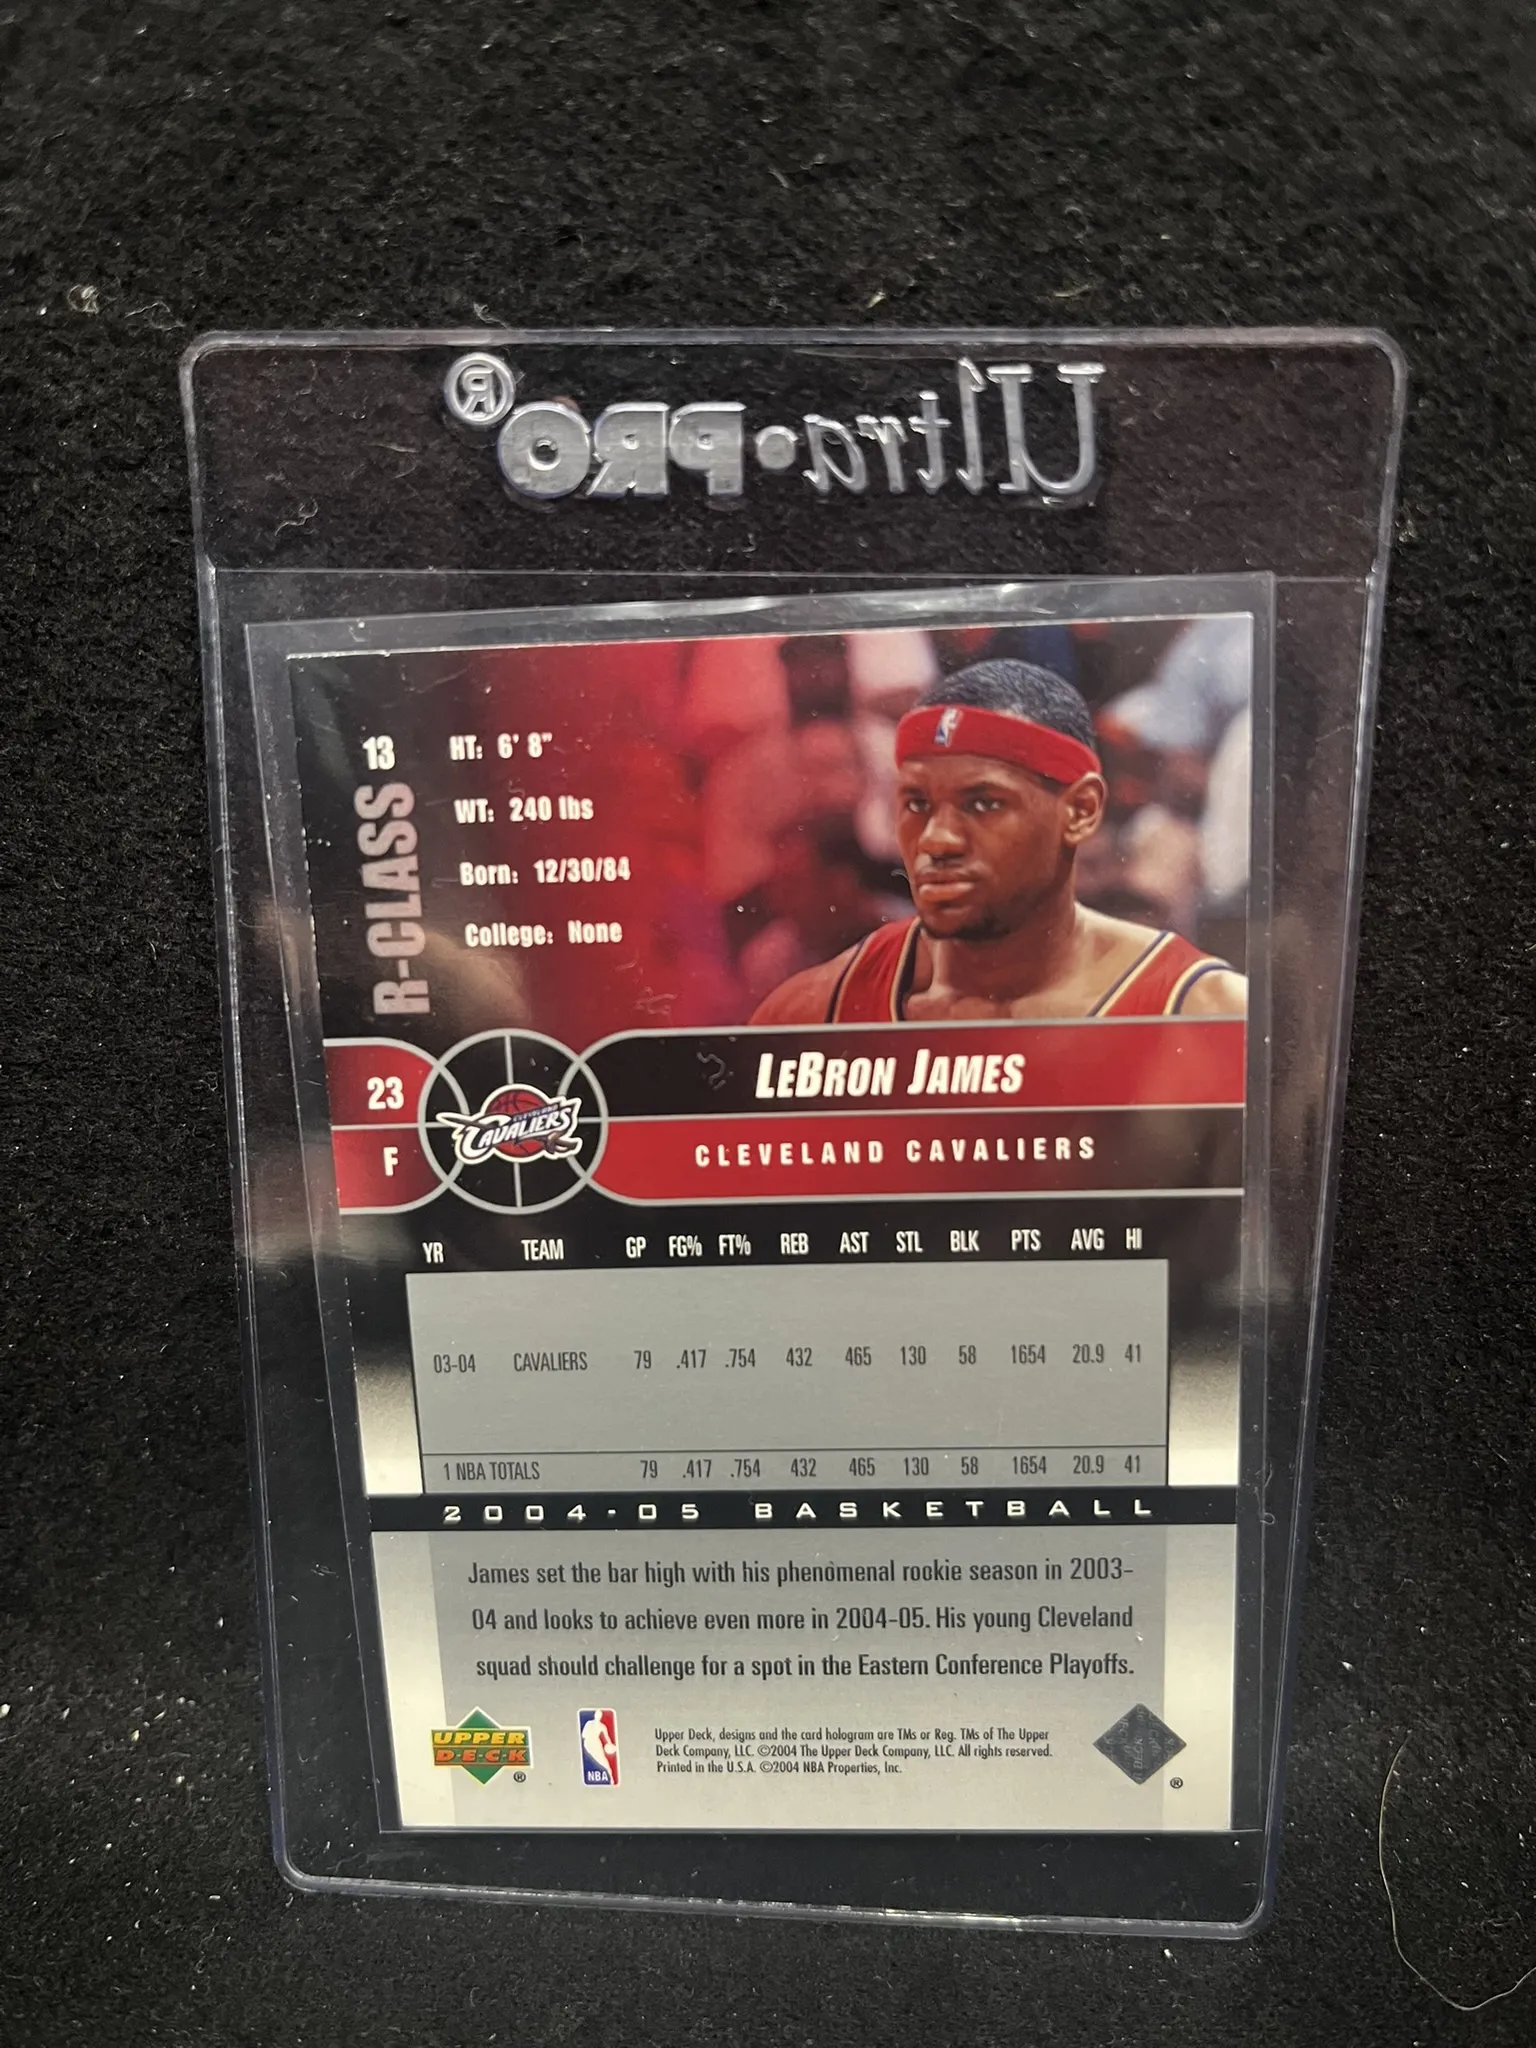 Ultra•PRO®
13
R-CLASS
HT: 6' 8"
WT: 240 lbs
Born: 12/30/84
College: None
23
F
CLEVELAND
CAVALIERS
LEBRON JAMES
CLEVELAND CAVALIERS
YR TEAM GP FG% FT% REB AST STL BLK PTS AVG HI
03-04 CAVALIERS 79 .417 .754 432 465 130 58 1654 20.9 41
1 NBA TOTALS 79 .417 .754 432 465 130 58 1654 20.9 41
2004-05 BASKETBALL
James set the bar high with his phenomenal rookie season in 2003-
04 and looks to achieve even more in 2004-05. His young Cleveland
squad should challenge for a spot in the Eastern Conference Playoffs.
UPPER
D·E·C·K
®
NBA
Upper Deck, designs and the card hologram are TMs or Reg. TMs of The Upper
Deck Company, LLC. ©2004 The Upper Deck Company, LLC. All rights reserved.
Printed in the U.S.A. ©2004 NBA Properties, Inc.
®